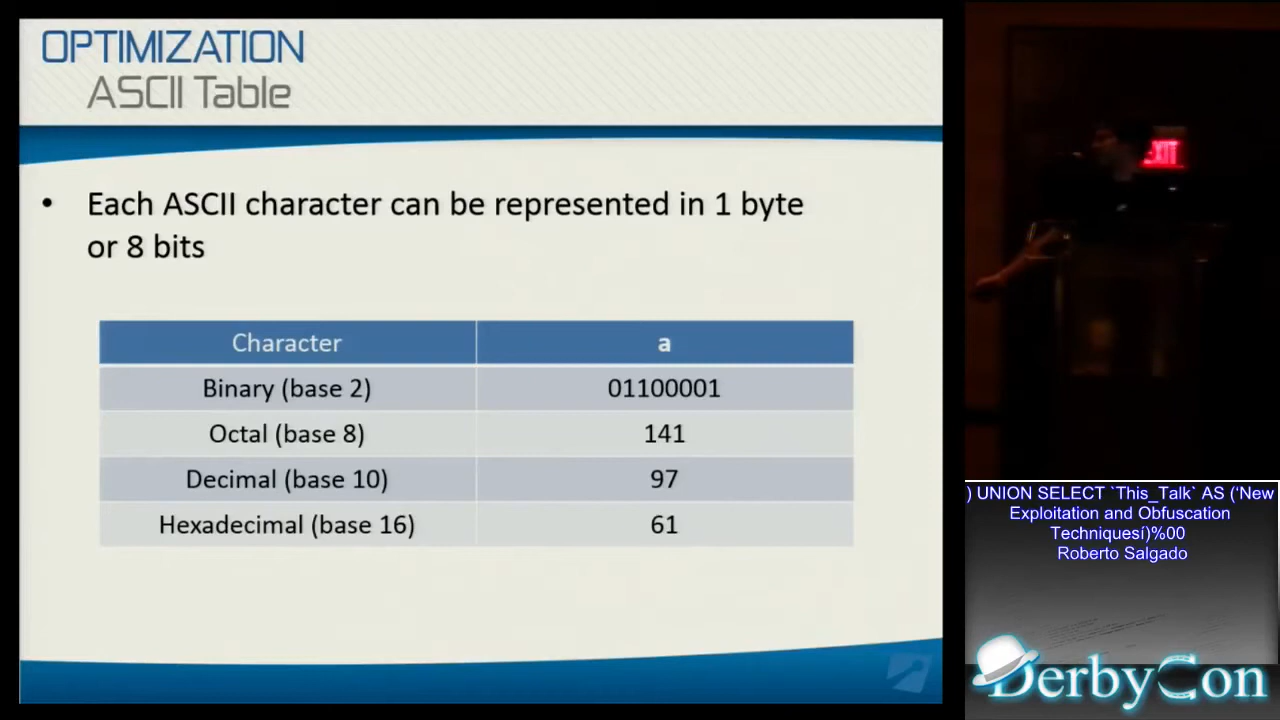 OPTIMIZATION
ASCII Table
• Each ASCII character can be represented in 1 byte
or 8 bits
Character a
Binary (base 2) 01100001
Octal (base 8) 141
Decimal (base 10) 97
Hexadecimal (base 16) 61
EXIT
) UNION SELECT `This_Talk` AS (‘New
Exploitation and Obfuscation
Techniquesí)%00
Roberto Salgado
DerbyCon